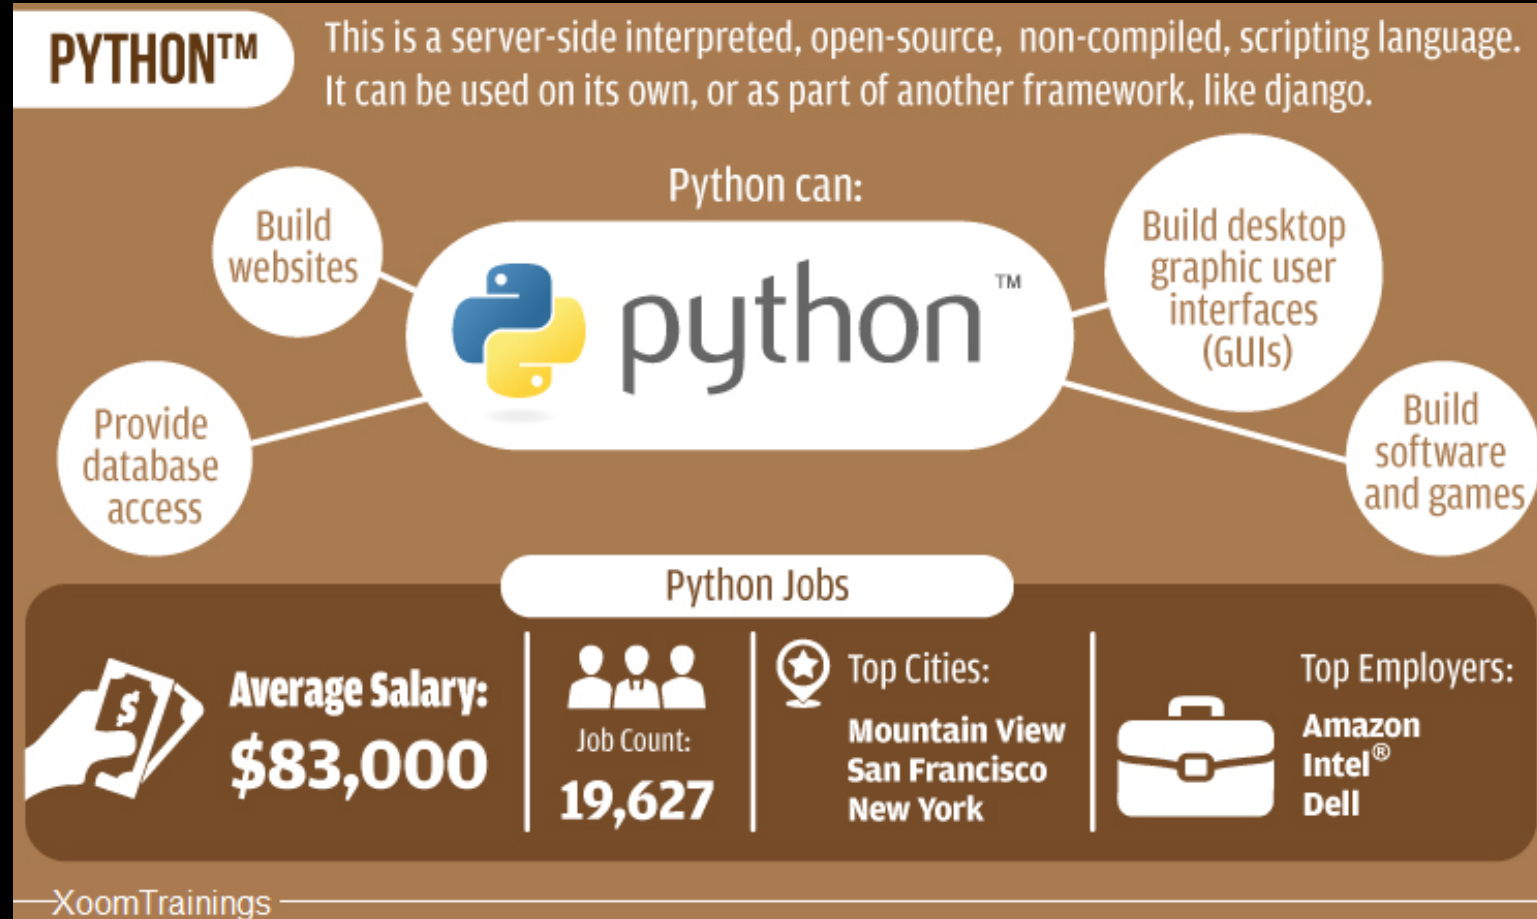 PYTHON™
This is a server-side interpreted, open-source, non-compiled, scripting language.
It can be used on its own, or as part of another framework, like django.
Python can:
Build
websites
Provide
database
access
python™
Build desktop
graphic user
interfaces
(GUIs)
Build
software
and games
Python Jobs
$
Average Salary:
$83,000
Job Count:
19,627
Top Cities:
Mountain View
San Francisco
New York
Top Employers:
Amazon
Intel®
Dell
XoomTrainings